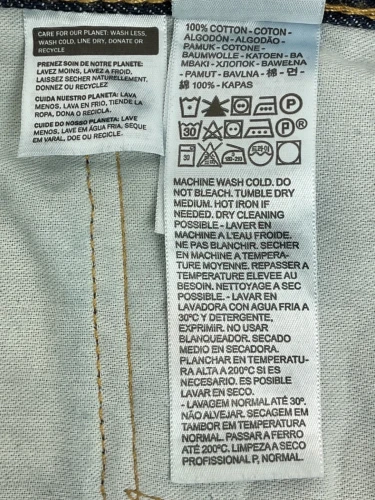 CARE FOR OUR PLANET: WASH LESS,
WASH COLD, LINE DRY, DONATE OR
RECYCLE
PRENEZ SOIN DE NOTRE PLANETE:
LAVEZ MOINS, LAVEZ A FROID,
LAISSEZ SECHER NATURELLEMENT,
DONNEZ OU RECYCLEZ
CUIDA NUESTRO PLANETA: LAVA
MENOS, LAVA EN FRIO, TIENDE LA
ROPA, DONA O RECICLA.
CUIDE DO NOSSO PLANETA: LAVE
MENOS, LAVE EM ÁGUA FRIA, SEQUE
EM VARAL, DOE OU RECICLE.
100% COTTON - COTON -
ALGODON - ALGODÃO -
PAMUK - COTONE -
BAUMWOLLE - KATOEN - BA
MBAKI - ХЛОПОК - BAWEŁNA
- PAMUT - BAVLNA - 棉 - 면 -
綿 100% - KAPAS
30
P
MACHINE WASH COLD. DO
NOT BLEACH. TUMBLE DRY
MEDIUM. HOT IRON IF
NEEDED. DRY CLEANING
POSSIBLE - LAVER EN
MACHINE A L'EAU FROIDE.
NE PAS BLANCHIR. SECHER
EN MACHINE A TEMPERA-
TURE MOYENNE. REPASSER A
TEMPERATURE ELEVEE AU
BESOIN. NETTOYAGE A SEC
POSSIBLE. - LAVAR EN
LAVADORA CON AGUA FRIA A
30ºC Y DETERGENTE,
EXPRIMIR. NO USAR
BLANQUEADOR. SECADO
MEDIO EN SECADORA.
PLANCHAR EN TEMPERATU-
RA ALTA A 200°C SI ES
NECESARIO. ES POSIBLE
LAVAR EN SECO.
- LAVAGEM NORMAL ATÉ 30º.
NÃO ALVEJAR. SECAGEM EM
TAMBOR EM TEMPERATURA
NORMAL. PASSAR A FERRO
ATÉ 200ºC. LIMPEZA A SECO
PROFISSIONAL P, NORMAL.